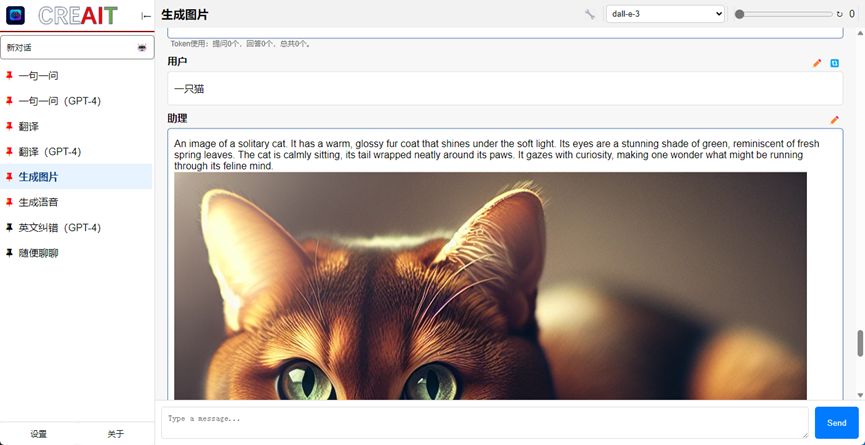 CREAIT
生成图片
dall-e-3
0
新对话
一句一问
一句一问（GPT-4）
翻译
翻译（GPT-4）
生成图片
生成语音
英文纠错（GPT-4）
随便聊聊
设置
关于
Token使用：提问0个，回答0个，总共0个。
用户
一只猫
助理
An image of a solitary cat. It has a warm, glossy fur coat that shines under the soft light. Its eyes are a stunning shade of green, reminiscent of fresh
spring leaves. The cat is calmly sitting, its tail wrapped neatly around its paws. It gazes with curiosity, making one wonder what might be running
through its feline mind.
Type a message...
Send